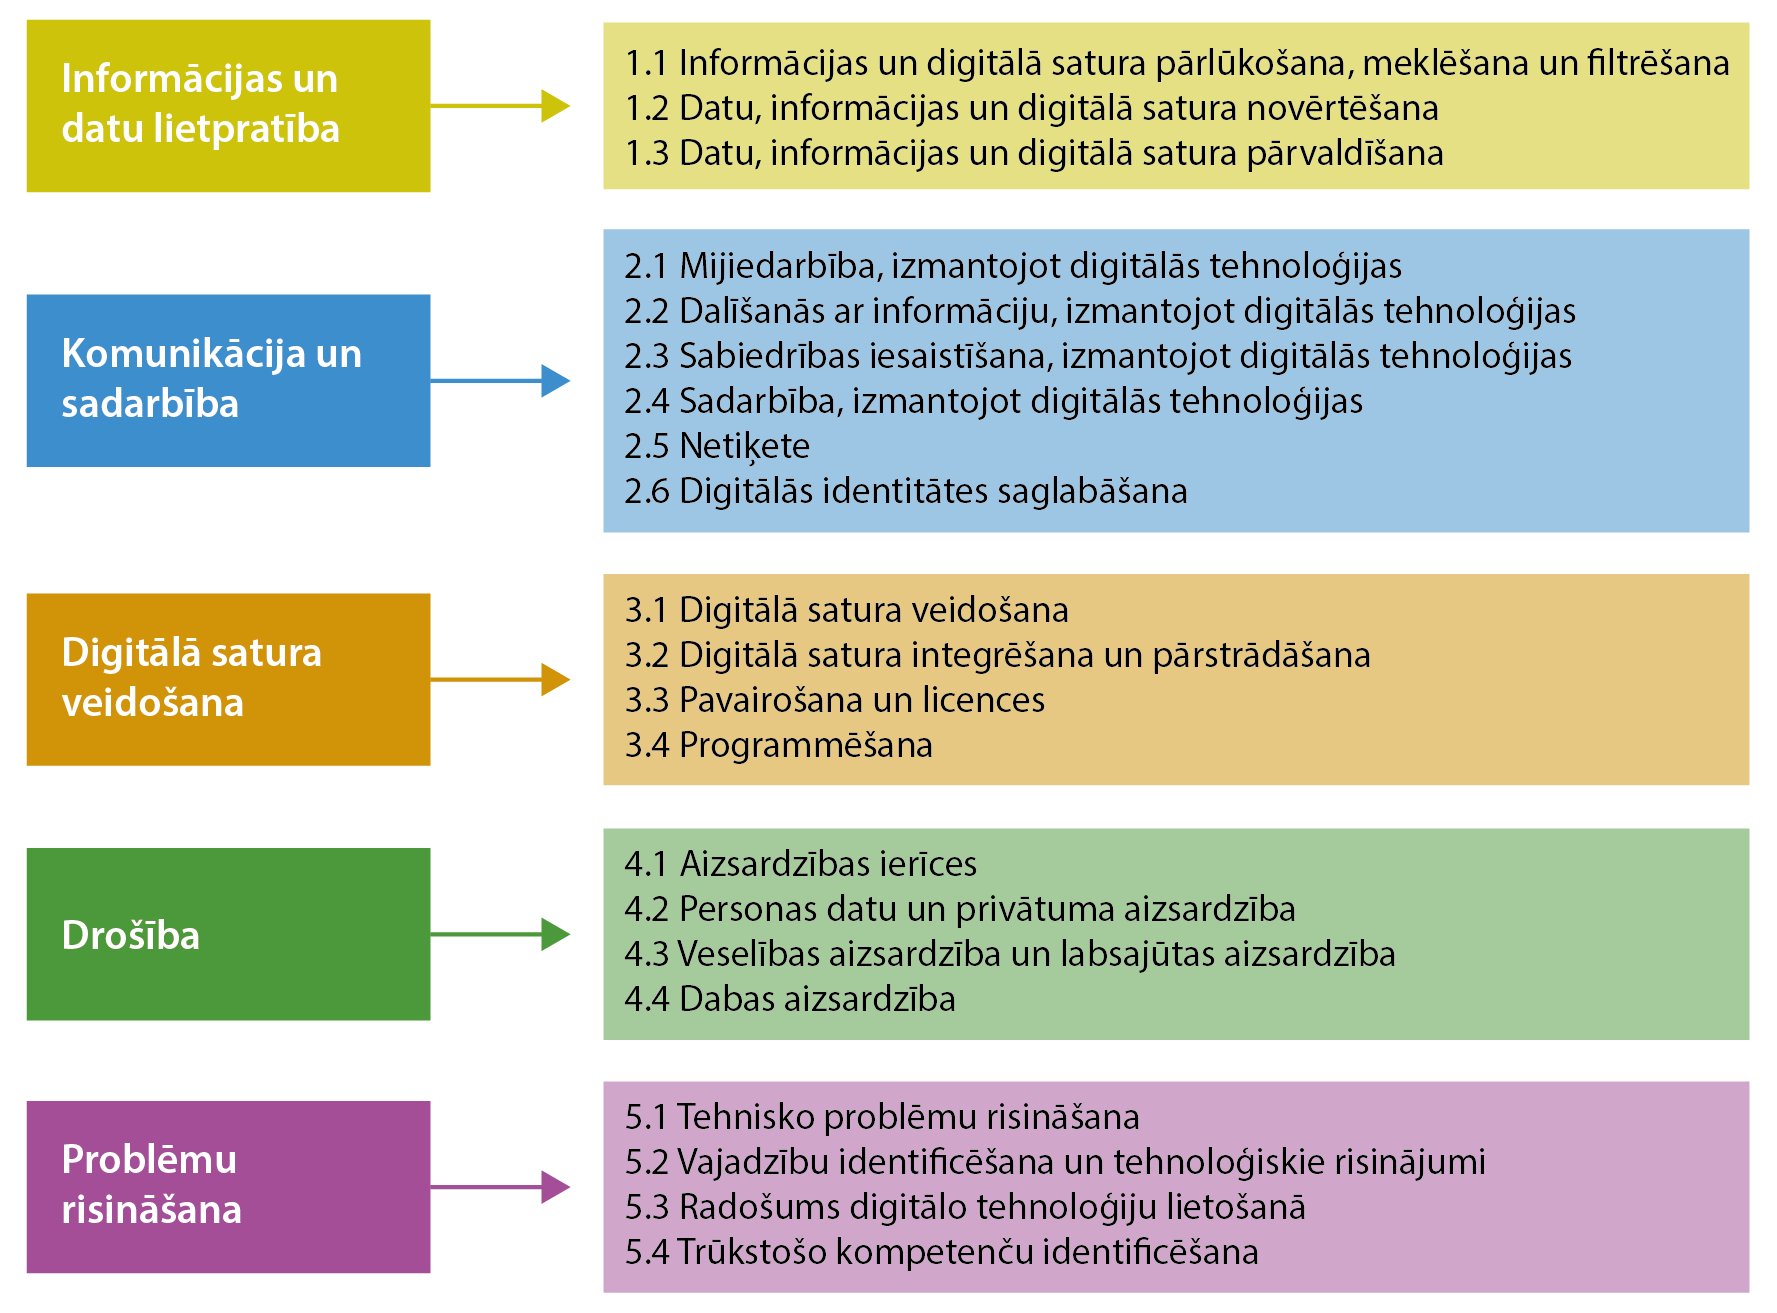 Informācijas un
datu lietpratība
1.1 Informācijas un digitālā satura pārlūkošana, meklēšana un filtrēšana
1.2 Datu, informācijas un digitālā satura novērtēšana
1.3 Datu, informācijas un digitālā satura pārvaldīšana
Komunikācija un
sadarbība
2.1 Mijiedarbība, izmantojot digitālās tehnoloģijas
2.2 Dalīšanās ar informāciju, izmantojot digitālās tehnoloģijas
2.3 Sabiedrības iesaistīšana, izmantojot digitālās tehnoloģijas
2.4 Sadarbība, izmantojot digitālās tehnoloģijas
2.5 Netiķete
2.6 Digitālās identitātes saglabāšana
Digitālā satura
veidošana
3.1 Digitālā satura veidošana
3.2 Digitālā satura integrēšana un pārstrādāšana
3.3 Pavairošana un licences
3.4 Programmēšana
Drošība
4.1 Aizsardzības ierīces
4.2 Personas datu un privātuma aizsardzība
4.3 Veselības aizsardzība un labsajūtas aizsardzība
4.4 Dabas aizsardzība
Problēmu
risināšana
5.1 Tehnisko problēmu risināšana
5.2 Vajadzību identificēšana un tehnoloģiskie risinājumi
5.3 Radošums digitālo tehnoloģiju lietošanā
5.4 Trūkstošo kompetenču identificēšana